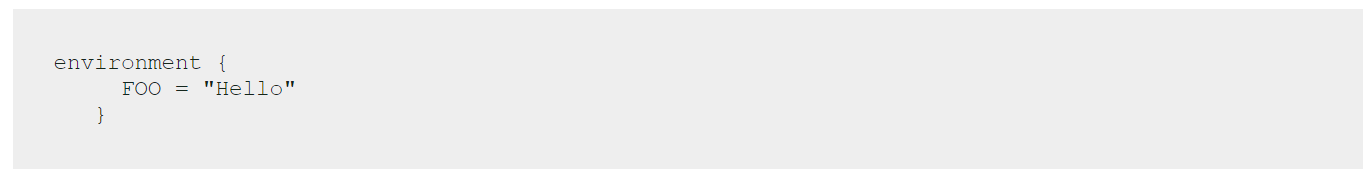 environment {
FOO = "Hello"
}